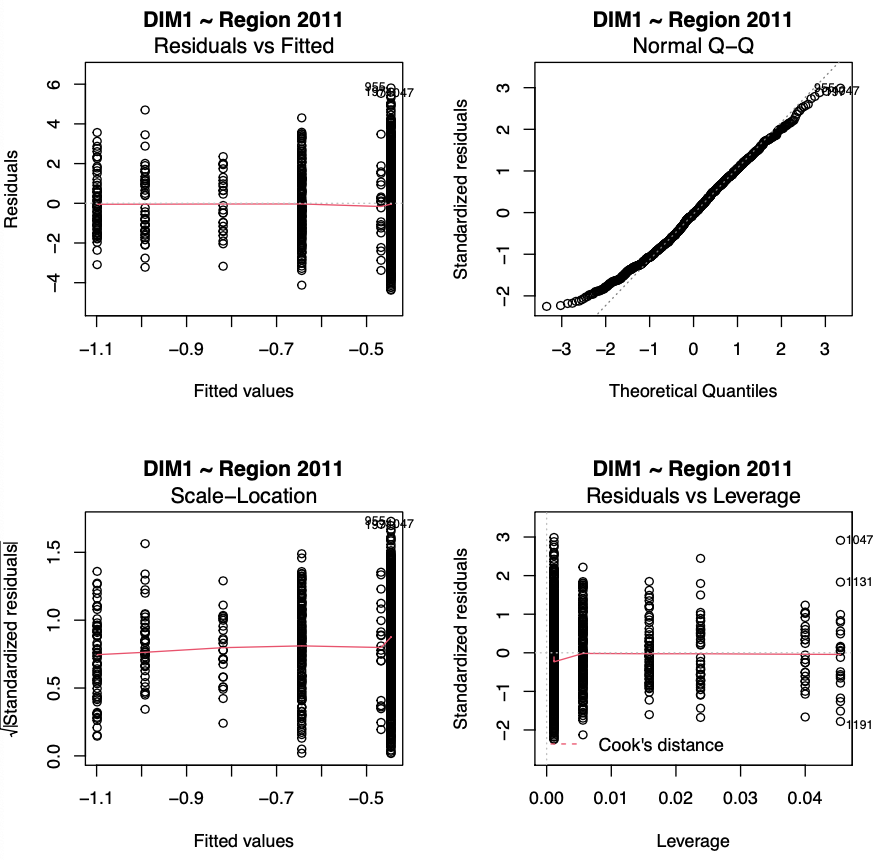 DIM1 ~ Region 2011
Residuals vs Fitted
6
4
2
0
−2
−4
Residuals
955
1047
−1.1
−0.9
−0.7
−0.5
Fitted values
DIM1 ~ Region 2011
Normal Q−Q
3
2
1
0
−1
−2
Standardized residuals
955
−3
−2
−1
0
1
2
3
Theoretical Quantiles
DIM1 ~ Region 2011
Scale−Location
1.5
1.0
0.5
0.0
√|Standardized residuals|
955
1047
−1.1
−0.9
−0.7
−0.5
Fitted values
DIM1 ~ Region 2011
Residuals vs Leverage
3
2
1
0
−1
−2
Standardized residuals
1047
1131
1191
Cook's distance
0.00
0.01
0.02
0.03
0.04
Leverage